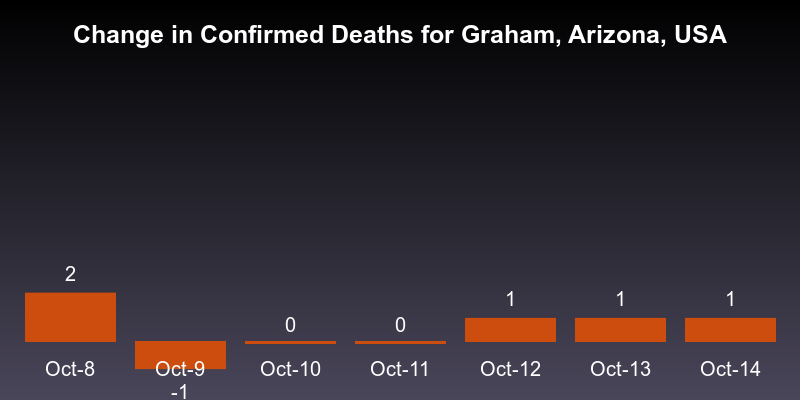 Change in Confirmed Deaths for Graham, Arizona, USA
2
0
0
1
1
1
Oct-8
Oct-9
Oct-10
Oct-11
Oct-12
Oct-13
Oct-14
-1